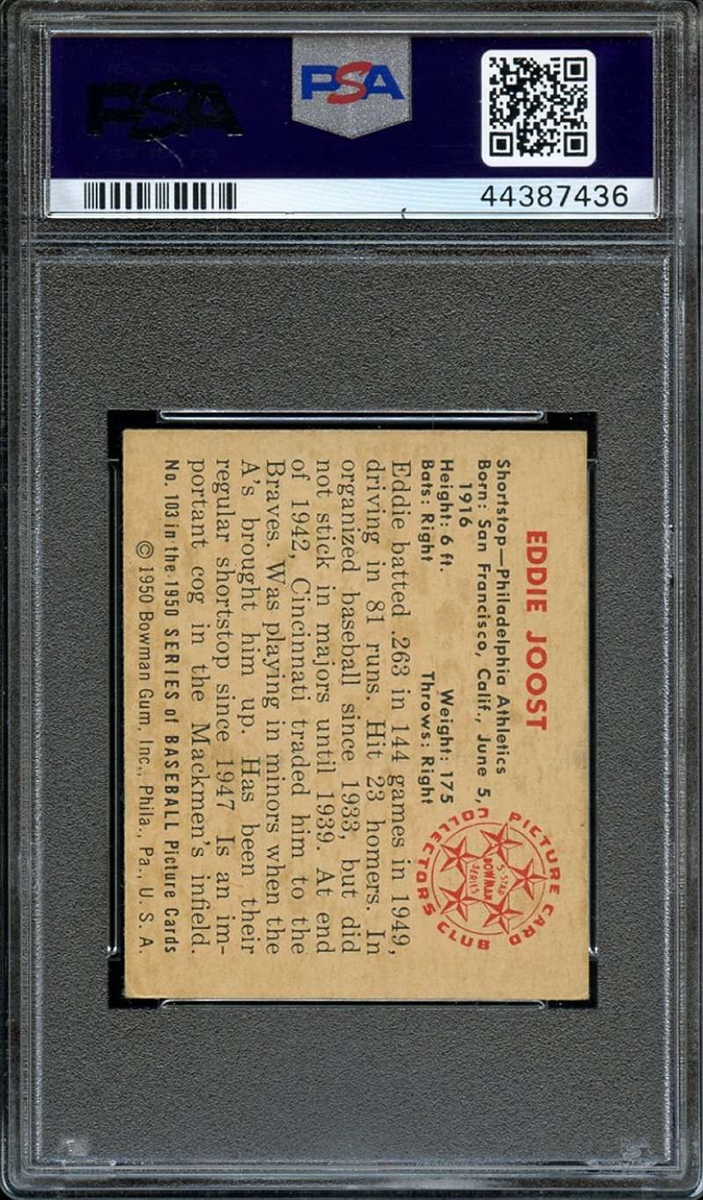 PSA
PSA
44387436
EDDIE JOOST
Shortstop—Philadelphia Athletics
Born: San Francisco, Calif., June 5,
1916
Height: 6 ft. Weight: 175
Bats: Right Throws: Right
Eddie batted .263 in 144 games in 1949,
driving in 81 runs. Hit 23 homers. In
organized baseball since 1933, but did
not stick in majors until 1939. At end
of 1942, Cincinnati traded him to the
Braves. Was playing in minors when the
A's brought him up. Has been their
regular shortstop since 1947 Is an im-
portant cog in the Mackmen's infield.
No. 103 in the 1950 SERIES of BASEBALL Picture Cards
© 1950 Bowman Gum, Inc., Phila., Pa., U. S. A.
PICTURE CARD
COLLECTORS CLUB
5-STAR
BOWMAN
SERIES